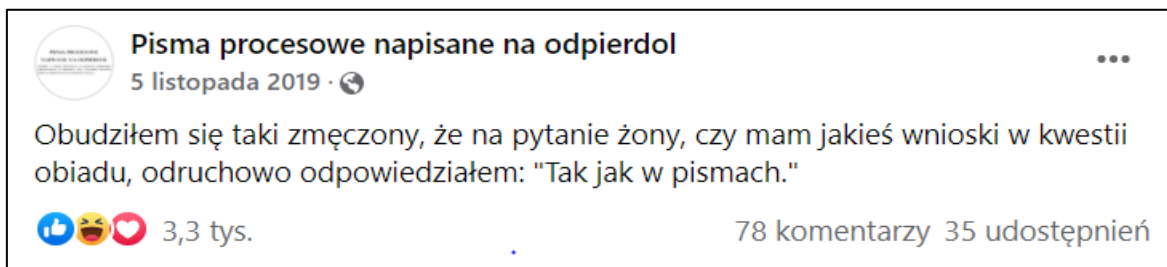 Pisma procesowe napisane na odpierdol
5 listopada 2019 ·
Obudziłem się taki zmęczony, że na pytanie żony, czy mam jakieś wnioski w kwestii
obiadu, odruchowo odpowiedziałem: "Tak jak w pismach."
3,3 tys.
78 komentarzy 35 udostępnień